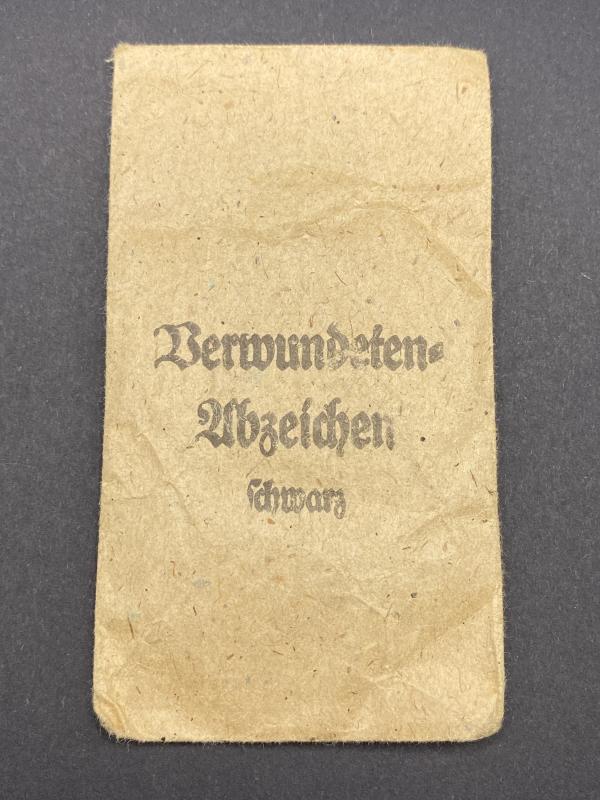 Verwundeten-
Abzeichen
schwarz